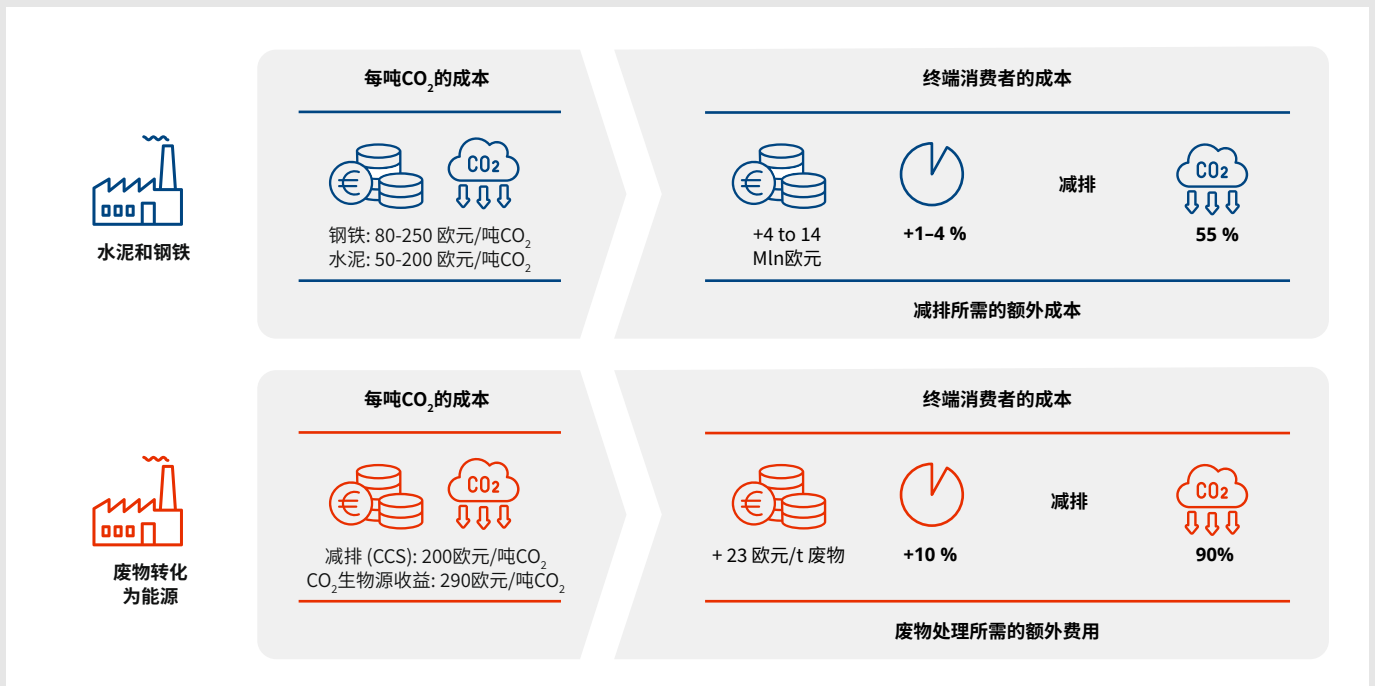 水泥和钢铁
每吨CO₂的成本
CO2
钢铁: 80-250 欧元/吨CO₂
水泥: 50-200 欧元/吨CO₂
终端消费者的成本
+4 to 14
Mln欧元
+1–4 %
减排
CO2
55 %
减排所需的额外成本
废物转化
为能源
每吨CO₂的成本
CO2
减排 (CCS): 200欧元/吨CO₂
CO₂生物源收益: 290欧元/吨CO₂
终端消费者的成本
+ 23 欧元/t 废物
+10 %
减排
CO2
90%
废物处理所需的额外费用